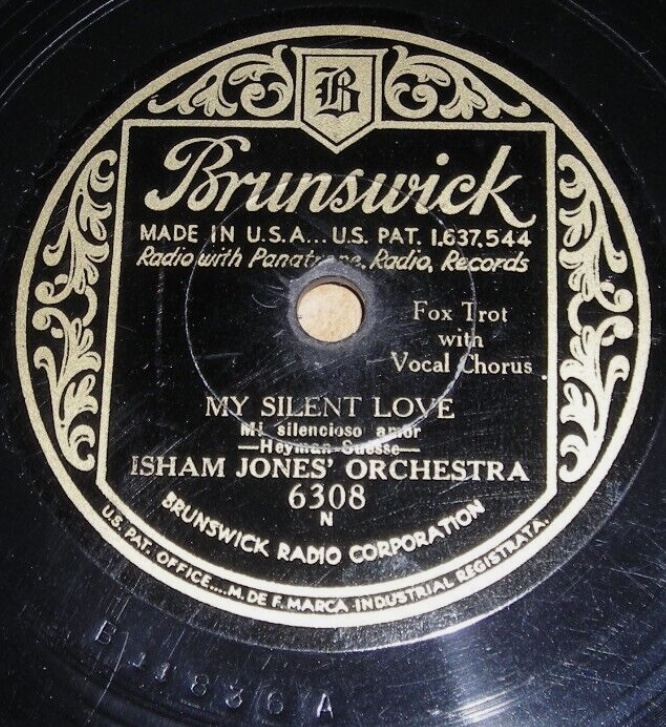 B
Brunswick
MADE IN U.S.A... U.S. PAT. 1,637,544
Radio with Panatrope, Radio, Records
Fox Trot
with
Vocal Chorus
MY SILENT LOVE
Mi silencioso amor
—Heyman-Suesse—
ISHAM JONES' ORCHESTRA
6308
N
BRUNSWICK RADIO CORPORATION
U.S. PAT. OFFICE....M. DE F. MARCA INDUSTRIAL REGISTRATA.
B11836A